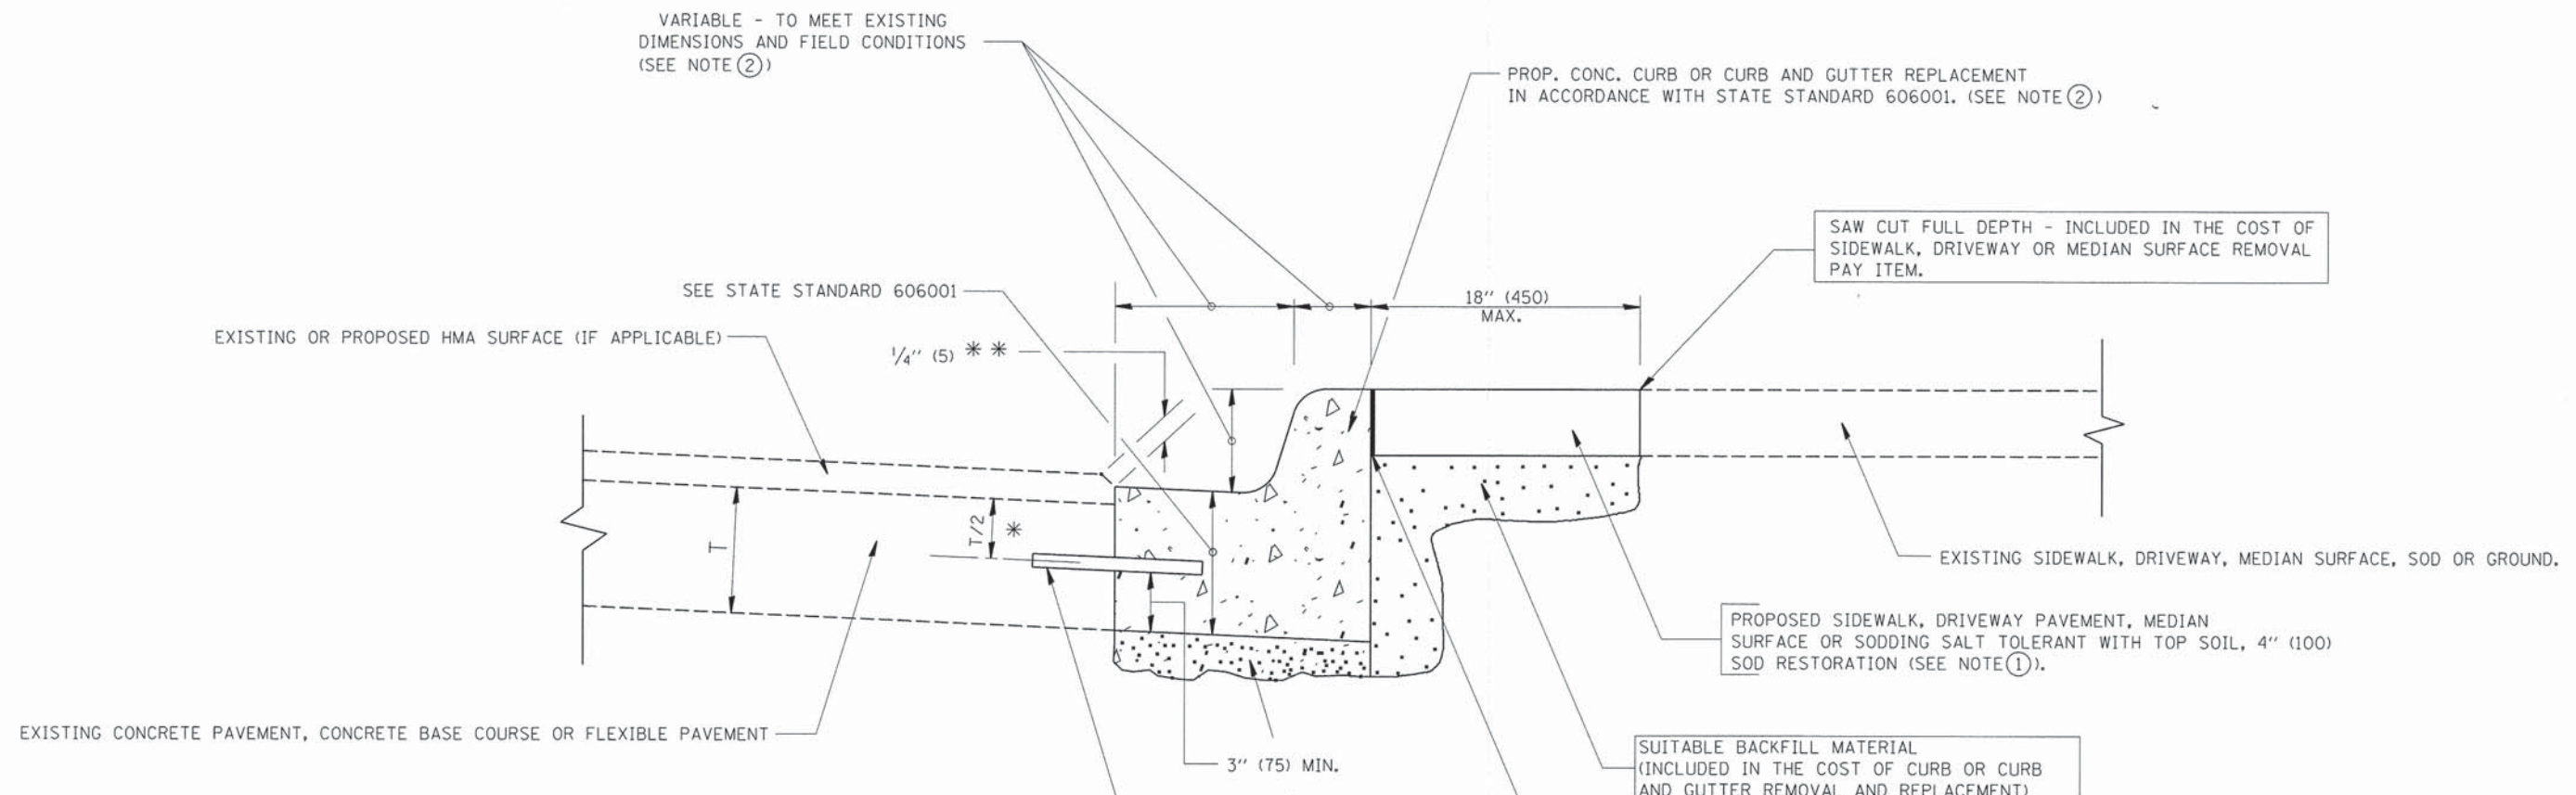 VARIABLE - TO MEET EXISTING
DIMENSIONS AND FIELD CONDITIONS
(SEE NOTE ②)
PROP. CONC. CURB OR CURB AND GUTTER REPLACEMENT
IN ACCORDANCE WITH STATE STANDARD 606001. (SEE NOTE ②)
SAW CUT FULL DEPTH - INCLUDED IN THE COST OF
SIDEWALK, DRIVEWAY OR MEDIAN SURFACE REMOVAL
PAY ITEM.
SEE STATE STANDARD 606001
18" (450)
MAX.
EXISTING OR PROPOSED HMA SURFACE (IF APPLICABLE)
1/4" (5) * *
T
T/2 *
EXISTING SIDEWALK, DRIVEWAY, MEDIAN SURFACE, SOD OR GROUND.
PROPOSED SIDEWALK, DRIVEWAY PAVEMENT, MEDIAN
SURFACE OR SODDING SALT TOLERANT WITH TOP SOIL, 4" (100)
SOD RESTORATION (SEE NOTE ①).
EXISTING CONCRETE PAVEMENT, CONCRETE BASE COURSE OR FLEXIBLE PAVEMENT
3" (75) MIN.
SUITABLE BACKFILL MATERIAL
(INCLUDED IN THE COST OF CURB OR CURB
AND GUTTER REMOVAL AND REPLACEMENT)